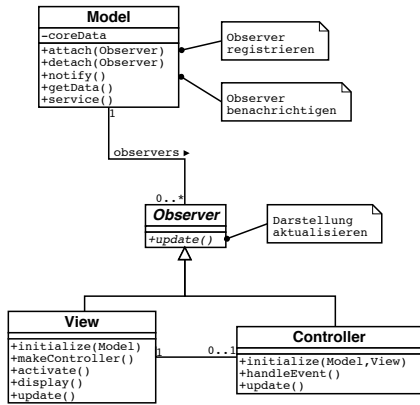 Model
-coreData
+attach(Observer)
+detach(Observer)
+notify()
+getData()
+service()
Observer
registrieren
Observer
benachrichtigen
1
observers ►
0..*
Observer
+update()
Darstellung
aktualisieren
View
+initialize(Model)
+makeController()
+activate()
+display()
+update()
1
0..1
Controller
+initialize(Model,View)
+handleEvent()
+update()